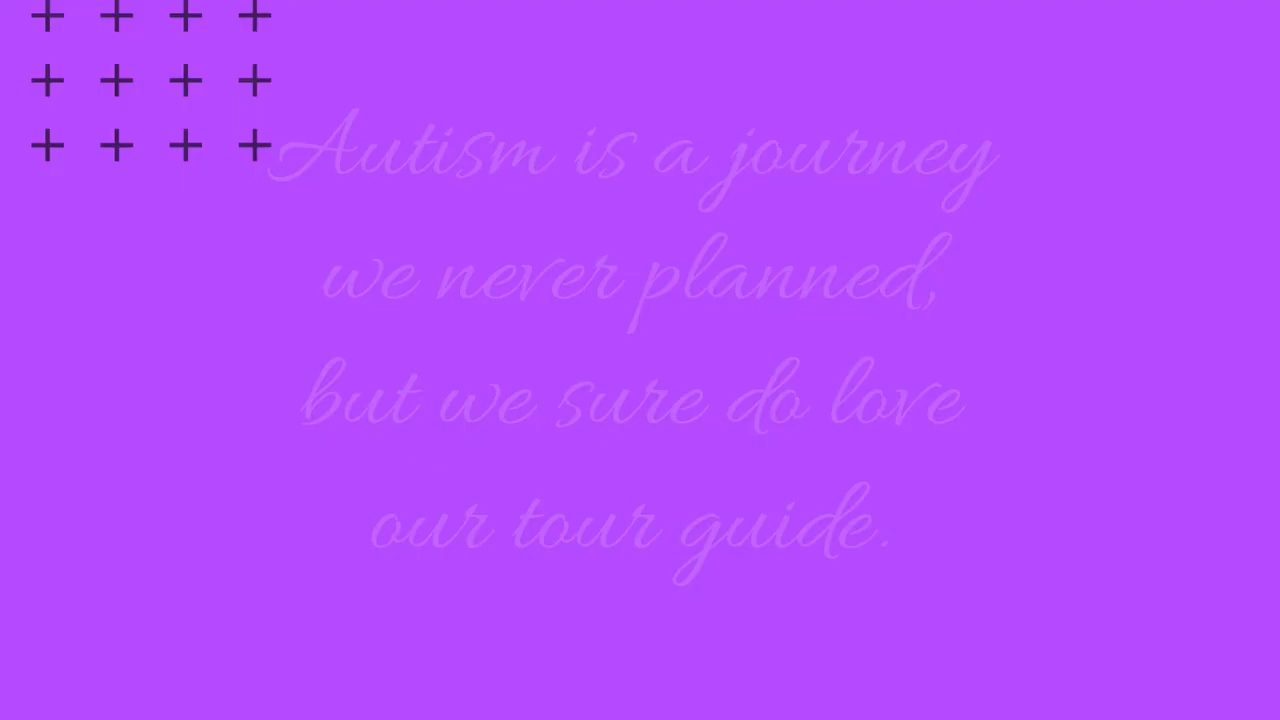 Autism is a journey
we never planned,
but we sure do love
our tour guide.